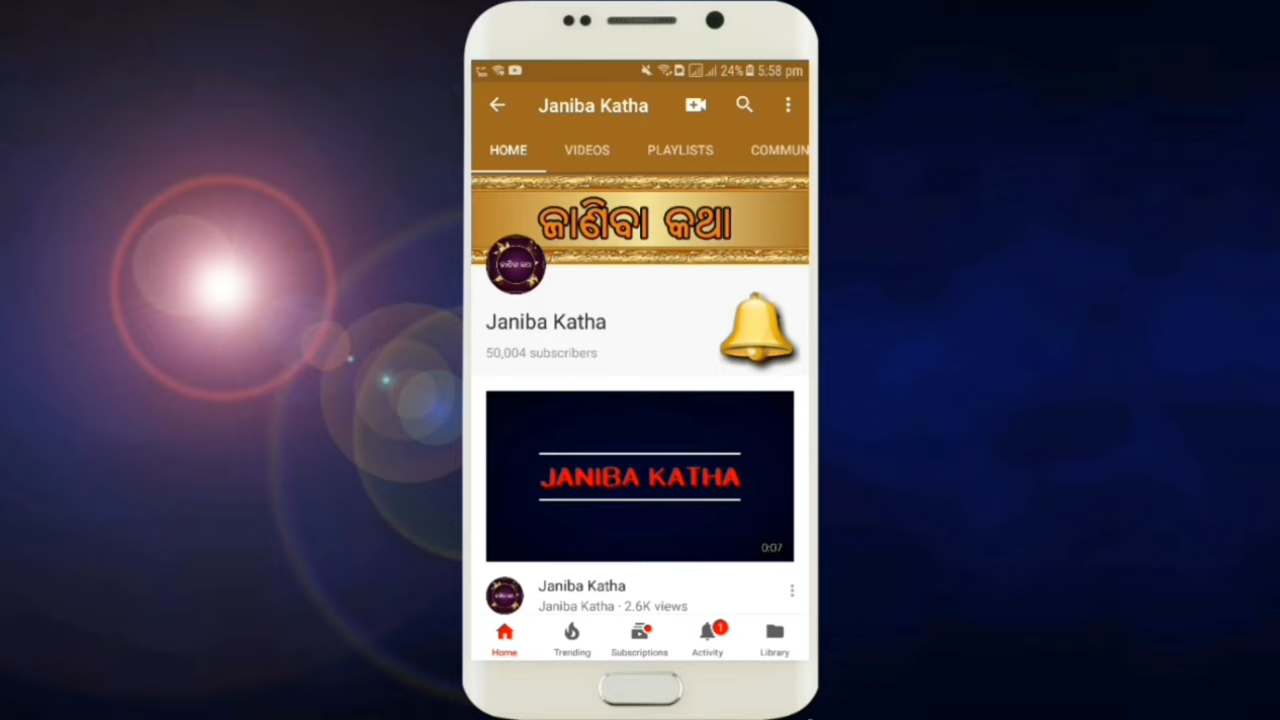 24% 5:58 pm
Janiba Katha
HOME VIDEOS PLAYLISTS COMMUN
ଜାଣିବା କଥା
ଜାଣିବା କଥା
Janiba Katha
50,004 subscribers
JANIBA KATHA
0:07
Janiba Katha
Janiba Katha · 2.6K views
1
Home Trending Subscriptions Activity Library